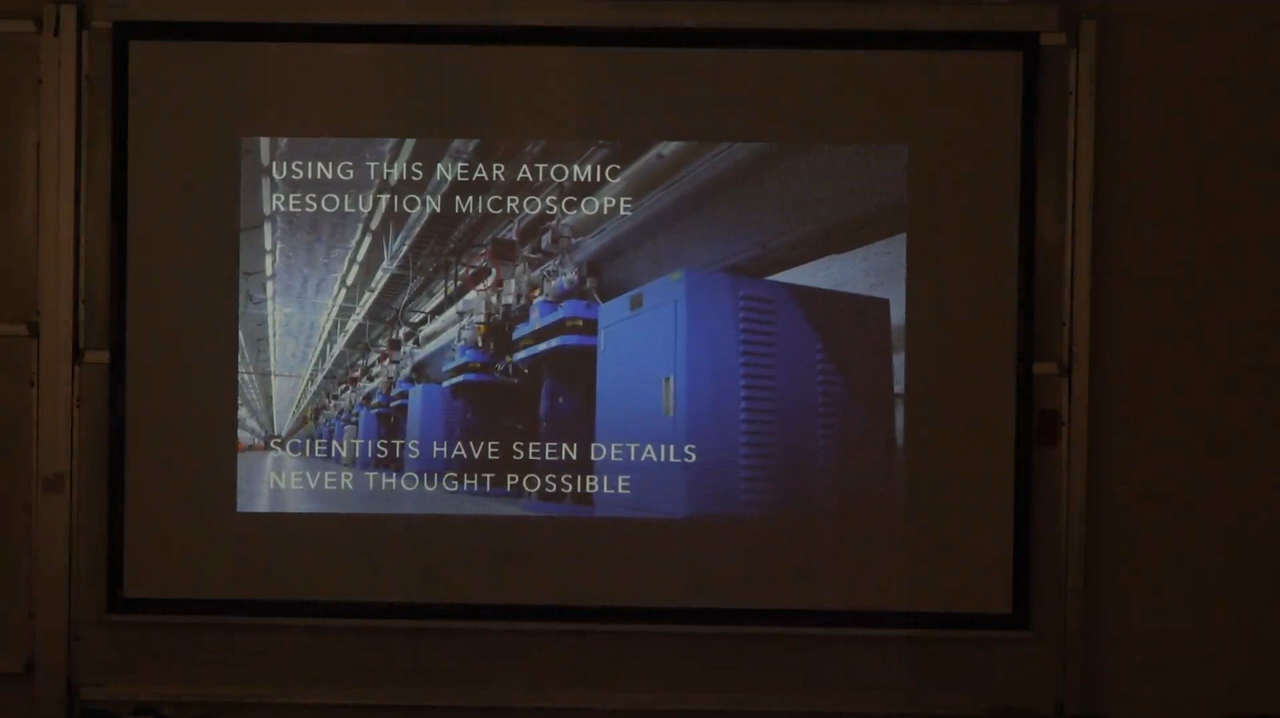 USING THIS NEAR ATOMIC
RESOLUTION MICROSCOPE
SCIENTISTS HAVE SEEN DETAILS
NEVER THOUGHT POSSIBLE